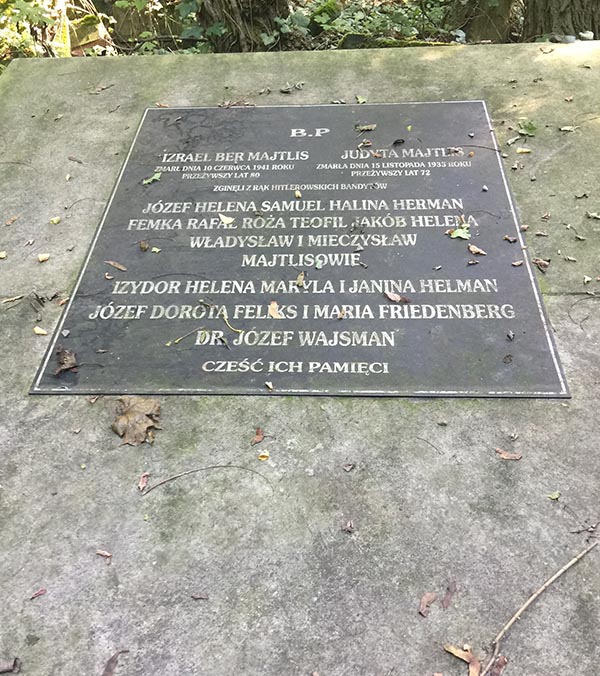 B.P
IZRAEL BER MAJTLIS
ZMARŁ DNIA 10 CZERWCA 1941 ROKU
PRZEŻYWSZY LAT 80
JUDYTA MAJTLIS
ZMARŁA DNIA 15 LISTOPADA 1935 ROKU
PRZEŻYWSZY LAT 72
ZGINĘLI Z RĄK HITLEROWSKICH BANDYTÓW
JÓZEF HELENA SAMUEL HALINA HERMAN
FEMKA RAFAŁ RÓŻA TEOFIL JAKÓB HELENA
WŁADYSŁAW I MIECZYSŁAW
MAJTLISOWIE
IZYDOR HELENA MARYLA I JANINA HELMAN
JÓZEF DOROTA FELIKS I MARIA FRIEDENBERG
DR. JÓZEF WAJSMAN
CZEŚĆ ICH PAMIĘCI